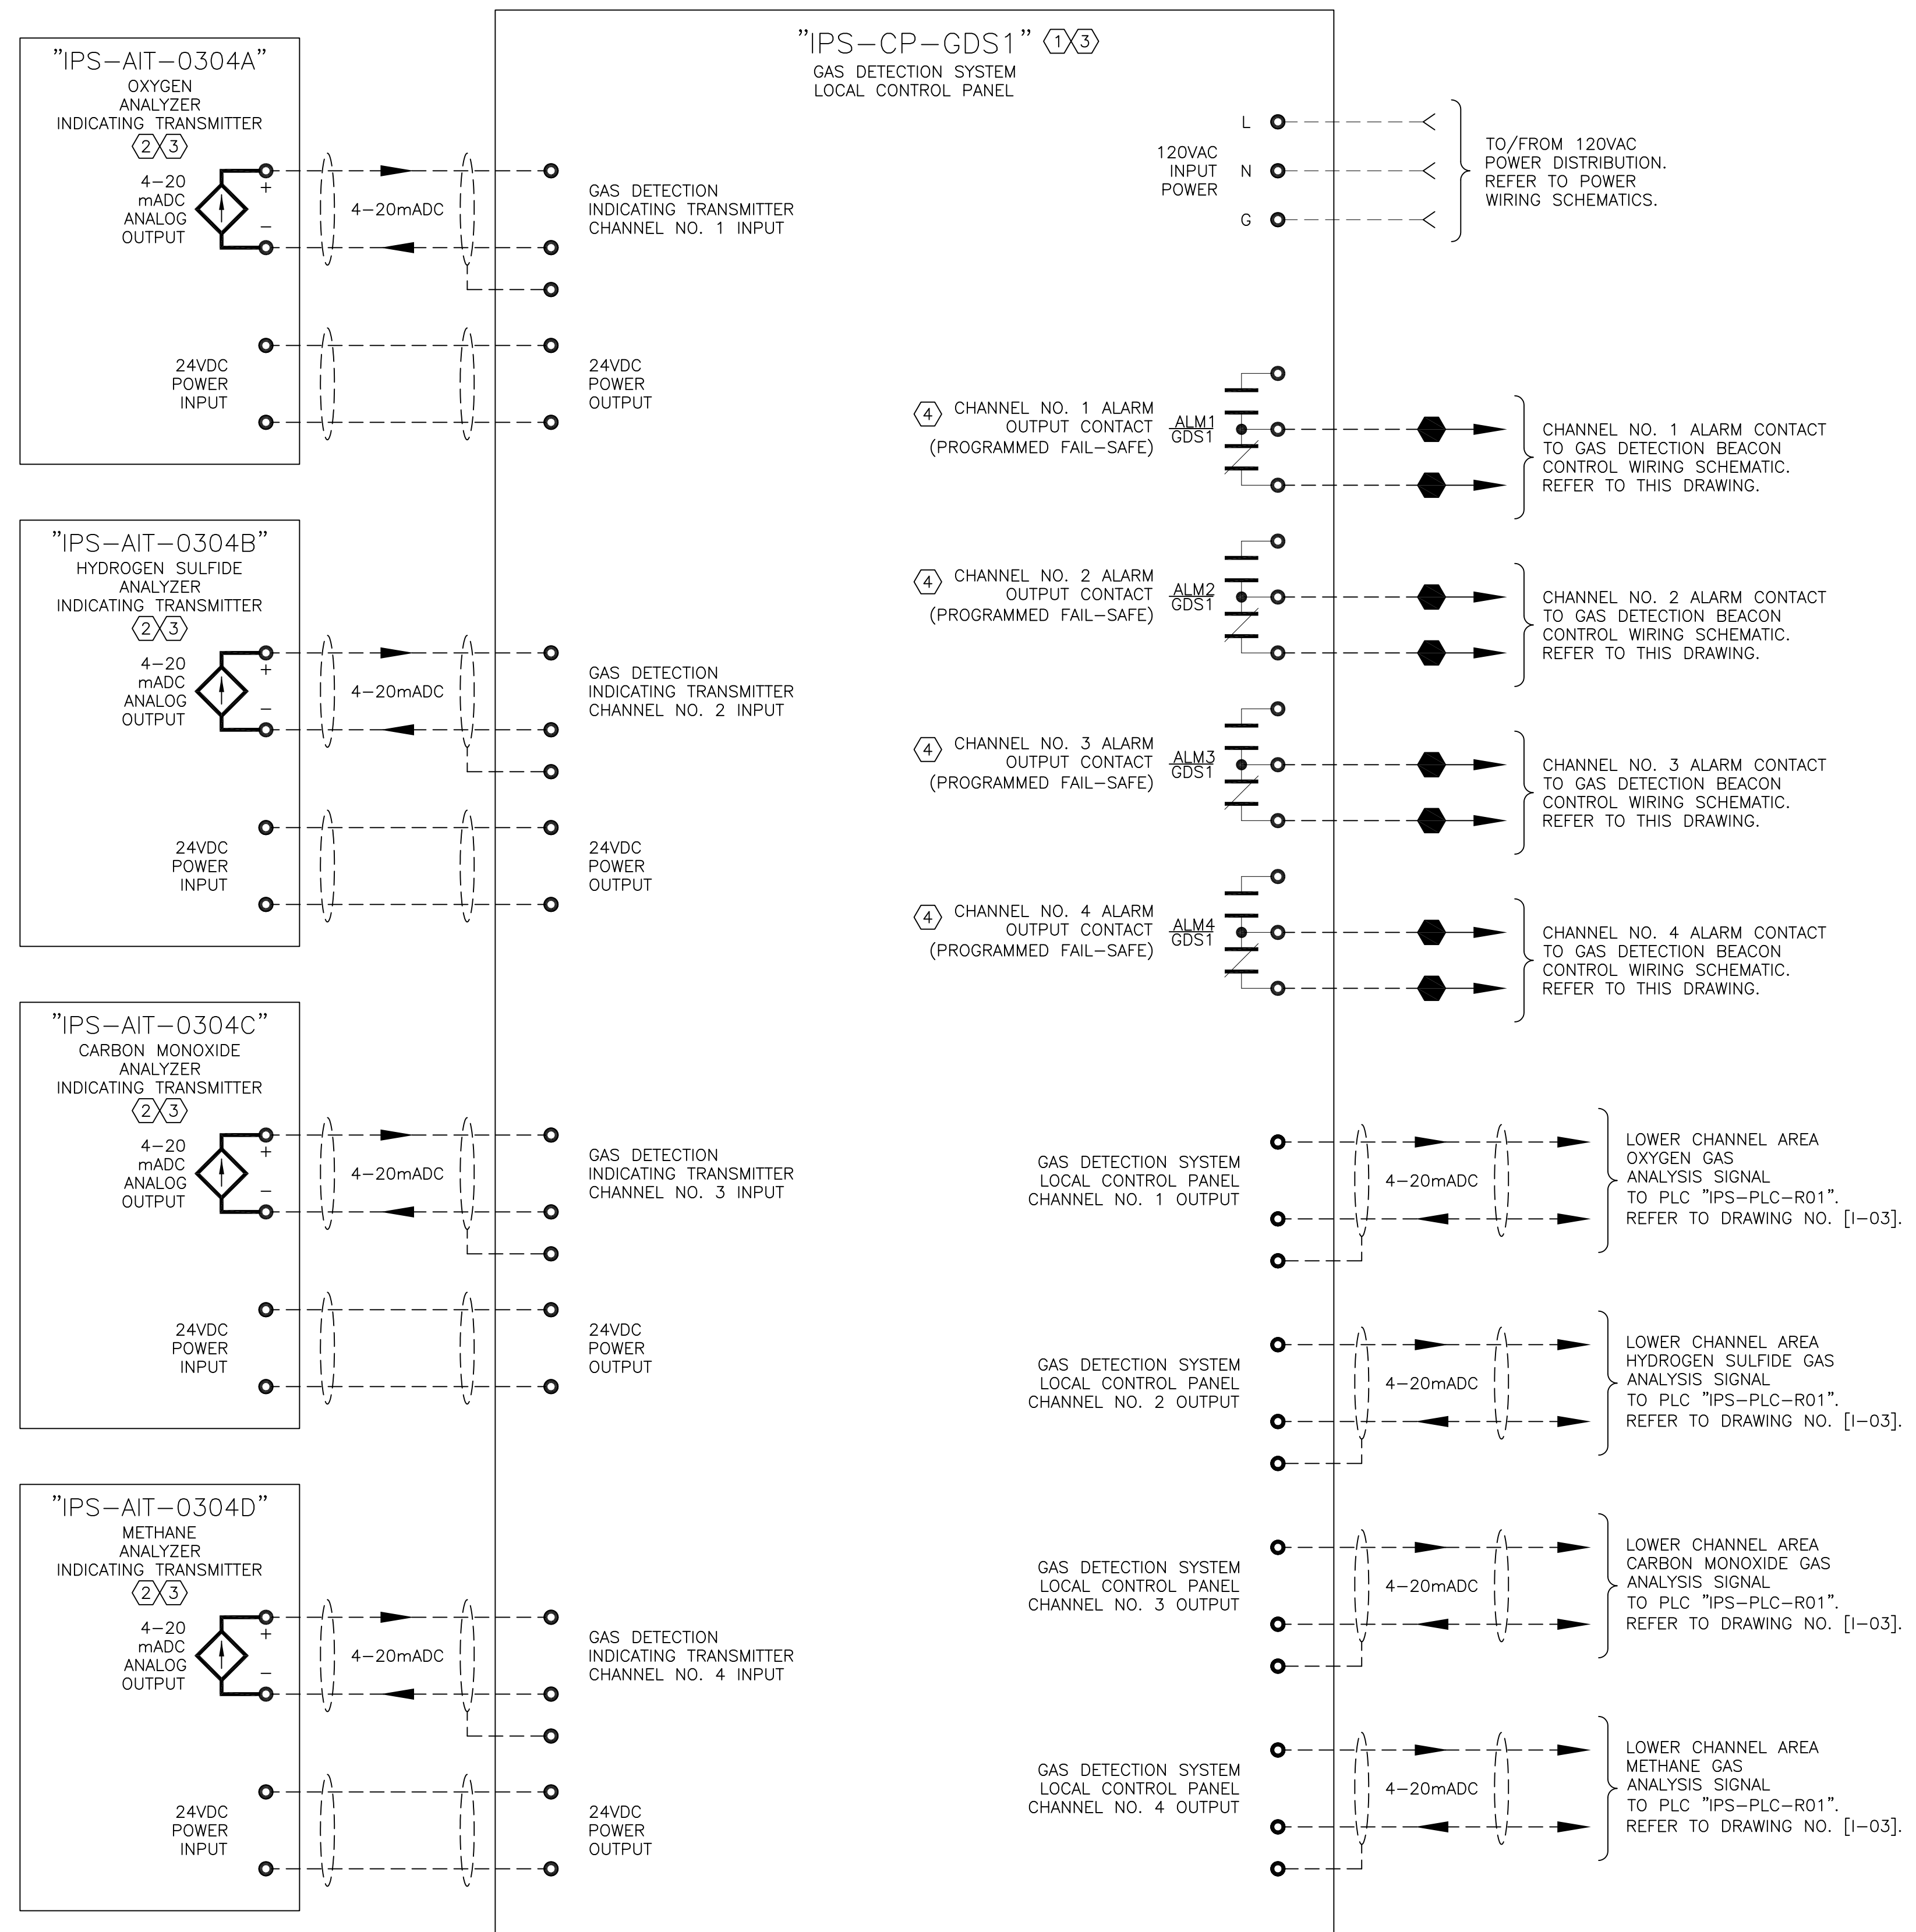 "IPS-AIT-0304A"
OXYGEN
ANALYZER
INDICATING TRANSMITTER
2 3
4-20
mADC
ANALOG
OUTPUT
+
-
4-20mADC
24VDC
POWER
INPUT
GAS DETECTION
INDICATING TRANSMITTER
CHANNEL NO. 1 INPUT
24VDC
POWER
OUTPUT
"IPS-AIT-0304B"
HYDROGEN SULFIDE
ANALYZER
INDICATING TRANSMITTER
2 3
4-20
mADC
ANALOG
OUTPUT
+
-
4-20mADC
24VDC
POWER
INPUT
GAS DETECTION
INDICATING TRANSMITTER
CHANNEL NO. 2 INPUT
24VDC
POWER
OUTPUT
"IPS-AIT-0304C"
CARBON MONOXIDE
ANALYZER
INDICATING TRANSMITTER
2 3
4-20
mADC
ANALOG
OUTPUT
+
-
4-20mADC
24VDC
POWER
INPUT
GAS DETECTION
INDICATING TRANSMITTER
CHANNEL NO. 3 INPUT
24VDC
POWER
OUTPUT
"IPS-AIT-0304D"
METHANE
ANALYZER
INDICATING TRANSMITTER
2 3
4-20
mADC
ANALOG
OUTPUT
+
-
4-20mADC
24VDC
POWER
INPUT
GAS DETECTION
INDICATING TRANSMITTER
CHANNEL NO. 4 INPUT
24VDC
POWER
OUTPUT
"IPS-CP-GDS1" 1 3
GAS DETECTION SYSTEM
LOCAL CONTROL PANEL
120VAC
INPUT
POWER
L
N
G
TO/FROM 120VAC
POWER DISTRIBUTION.
REFER TO POWER
WIRING SCHEMATICS.
4 CHANNEL NO. 1 ALARM
OUTPUT CONTACT
(PROGRAMMED FAIL-SAFE)
ALM1
GDS1
CHANNEL NO. 1 ALARM CONTACT
TO GAS DETECTION BEACON
CONTROL WIRING SCHEMATIC.
REFER TO THIS DRAWING.
4 CHANNEL NO. 2 ALARM
OUTPUT CONTACT
(PROGRAMMED FAIL-SAFE)
ALM2
GDS1
CHANNEL NO. 2 ALARM CONTACT
TO GAS DETECTION BEACON
CONTROL WIRING SCHEMATIC.
REFER TO THIS DRAWING.
4 CHANNEL NO. 3 ALARM
OUTPUT CONTACT
(PROGRAMMED FAIL-SAFE)
ALM3
GDS1
CHANNEL NO. 3 ALARM CONTACT
TO GAS DETECTION BEACON
CONTROL WIRING SCHEMATIC.
REFER TO THIS DRAWING.
4 CHANNEL NO. 4 ALARM
OUTPUT CONTACT
(PROGRAMMED FAIL-SAFE)
ALM4
GDS1
CHANNEL NO. 4 ALARM CONTACT
TO GAS DETECTION BEACON
CONTROL WIRING SCHEMATIC.
REFER TO THIS DRAWING.
GAS DETECTION SYSTEM
LOCAL CONTROL PANEL
CHANNEL NO. 1 OUTPUT
4-20mADC
LOWER CHANNEL AREA
OXYGEN GAS
ANALYSIS SIGNAL
TO PLC "IPS-PLC-R01".
REFER TO DRAWING NO. [I-03].
GAS DETECTION SYSTEM
LOCAL CONTROL PANEL
CHANNEL NO. 2 OUTPUT
4-20mADC
LOWER CHANNEL AREA
HYDROGEN SULFIDE GAS
ANALYSIS SIGNAL
TO PLC "IPS-PLC-R01".
REFER TO DRAWING NO. [I-03].
GAS DETECTION SYSTEM
LOCAL CONTROL PANEL
CHANNEL NO. 3 OUTPUT
4-20mADC
LOWER CHANNEL AREA
CARBON MONOXIDE GAS
ANALYSIS SIGNAL
TO PLC "IPS-PLC-R01".
REFER TO DRAWING NO. [I-03].
GAS DETECTION SYSTEM
LOCAL CONTROL PANEL
CHANNEL NO. 4 OUTPUT
4-20mADC
LOWER CHANNEL AREA
METHANE GAS
ANALYSIS SIGNAL
TO PLC "IPS-PLC-R01".
REFER TO DRAWING NO. [I-03].